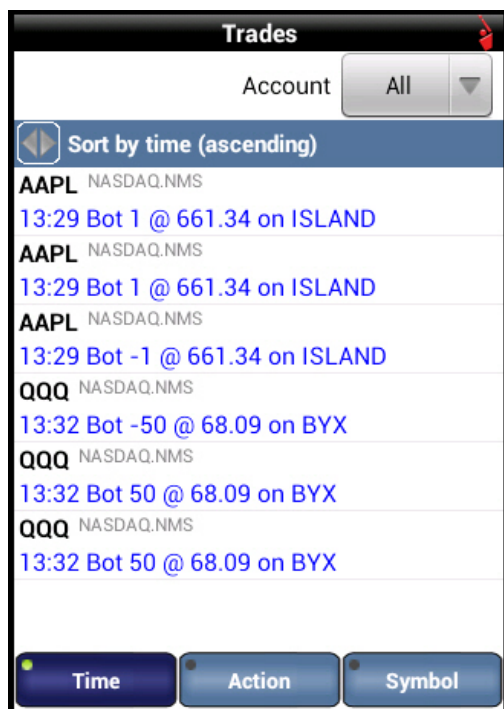 Trades
Account All
Sort by time (ascending)
AAPL NASDAQ.NMS
13:29 Bot 1 @ 661.34 on ISLAND
AAPL NASDAQ.NMS
13:29 Bot 1 @ 661.34 on ISLAND
AAPL NASDAQ.NMS
13:29 Bot -1 @ 661.34 on ISLAND
QQQ NASDAQ.NMS
13:32 Bot -50 @ 68.09 on BYX
QQQ NASDAQ.NMS
13:32 Bot 50 @ 68.09 on BYX
QQQ NASDAQ.NMS
13:32 Bot 50 @ 68.09 on BYX
Time Action Symbol